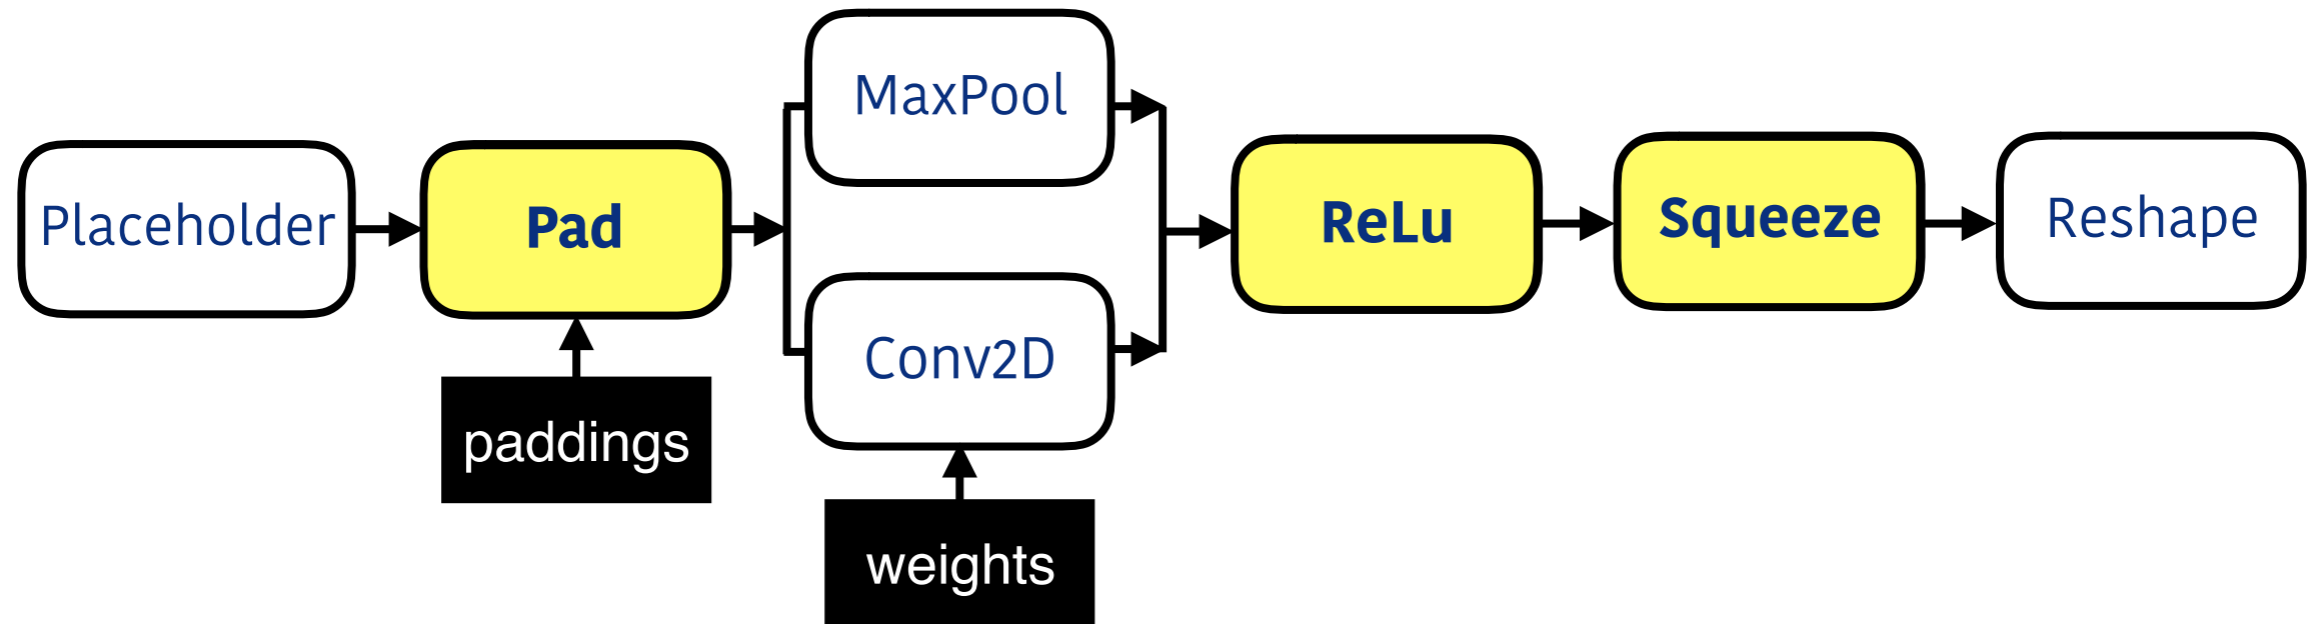 Placeholder
Pad
paddings
MaxPool
Conv2D
weights
ReLu
Squeeze
Reshape